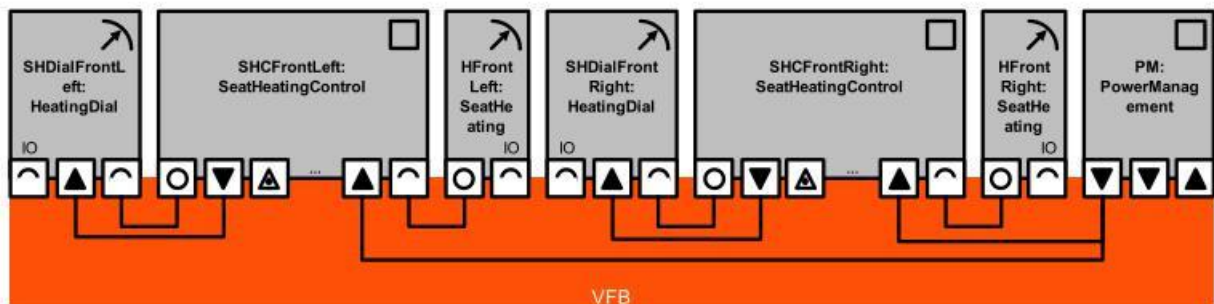 SHDialFrontL
eft:
HeatingDial
IO
SHCFrontLeft:
SeatHeatingControl
...
HFront
Left:
SeatHe
ating
IO
SHDialFront
Right:
HeatingDial
IO
SHCFrontRight:
SeatHeatingControl
...
HFront
Right:
SeatHe
ating
IO
PM:
PowerManag
ement
VFB